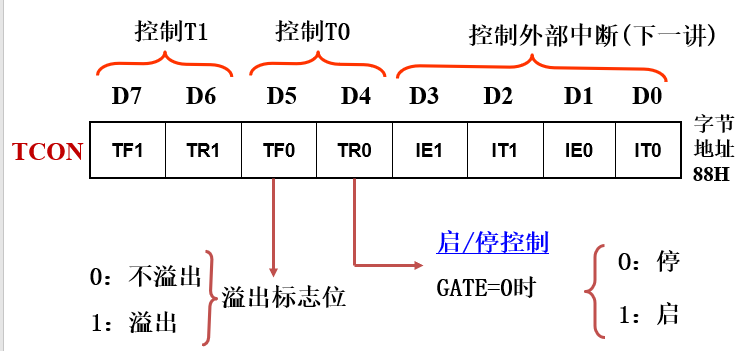 控制T1 控制T0 控制外部中断(下一讲)
D7 D6 D5 D4 D3 D2 D1 D0
TCON TF1 TR1 TF0 TR0 IE1 IT1 IE0 IT0
字节
地址
88H
启/停控制
0：不溢出
1：溢出
溢出标志位
GATE=0时
0：停
1：启